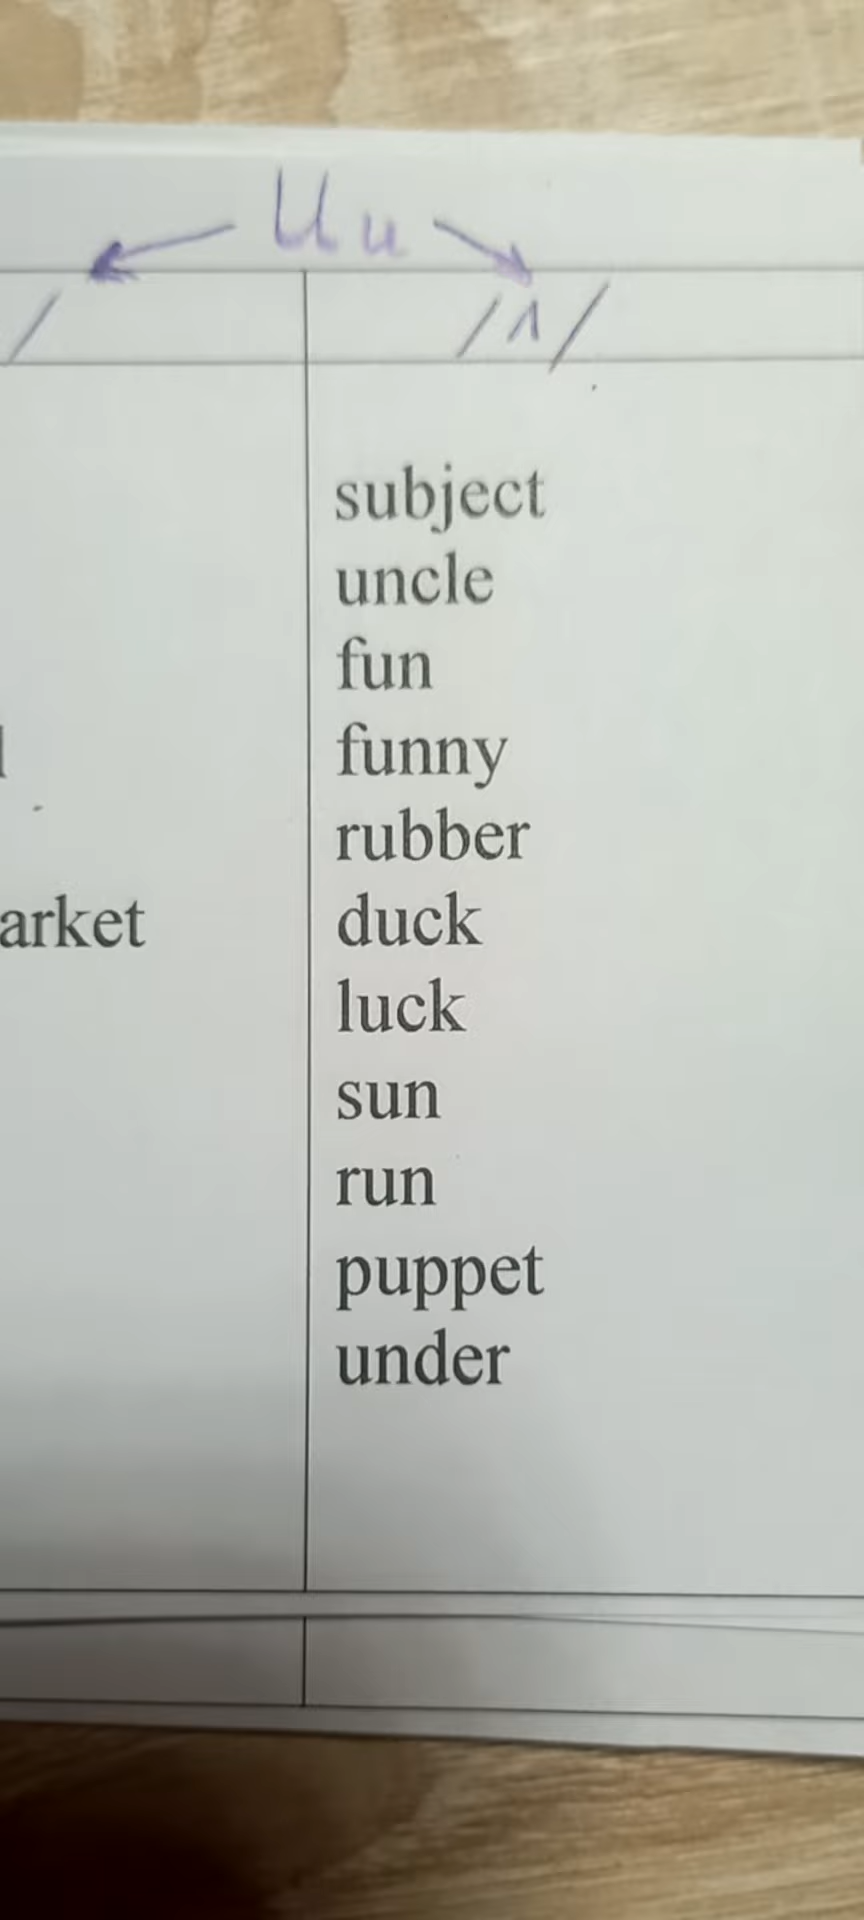 Uu
/ /ʌ/
subject
uncle
fun
funny
rubber
arket duck
luck
sun
run
puppet
under